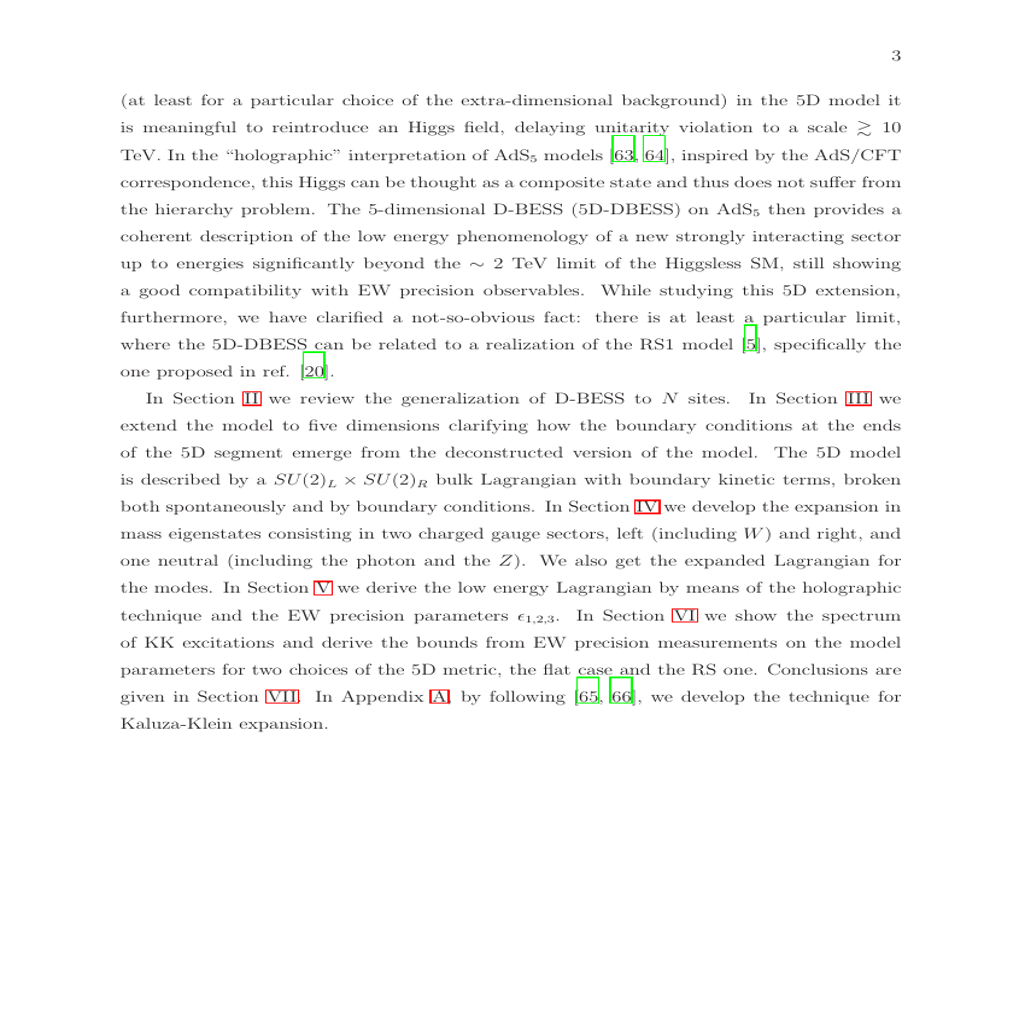 3
(at least for a particular choice of the extra-dimensional background) in the 5D model it
is meaningful to reintroduce an Higgs field, delaying unitarity violation to a scale ≳ 10
TeV. In the “holographic” interpretation of AdS₅ models [63, 64], inspired by the AdS/CFT
correspondence, this Higgs can be thought as a composite state and thus does not suffer from
the hierarchy problem. The 5-dimensional D-BESS (5D-DBESS) on AdS₅ then provides a
coherent description of the low energy phenomenology of a new strongly interacting sector
up to energies significantly beyond the ∼ 2 TeV limit of the Higgsless SM, still showing
a good compatibility with EW precision observables. While studying this 5D extension,
furthermore, we have clarified a not-so-obvious fact: there is at least a particular limit,
where the 5D-DBESS can be related to a realization of the RS1 model [5], specifically the
one proposed in ref. [20].
In Section II we review the generalization of D-BESS to N sites. In Section III we
extend the model to five dimensions clarifying how the boundary conditions at the ends
of the 5D segment emerge from the deconstructed version of the model. The 5D model
is described by a SU(2)_L × SU(2)_R bulk Lagrangian with boundary kinetic terms, broken
both spontaneously and by boundary conditions. In Section IV we develop the expansion in
mass eigenstates consisting in two charged gauge sectors, left (including W) and right, and
one neutral (including the photon and the Z). We also get the expanded Lagrangian for
the modes. In Section V we derive the low energy Lagrangian by means of the holographic
technique and the EW precision parameters ϵ₁,₂,₃. In Section VI we show the spectrum
of KK excitations and derive the bounds from EW precision measurements on the model
parameters for two choices of the 5D metric, the flat case and the RS one. Conclusions are
given in Section VII. In Appendix A, by following [65, 66], we develop the technique for
Kaluza-Klein expansion.